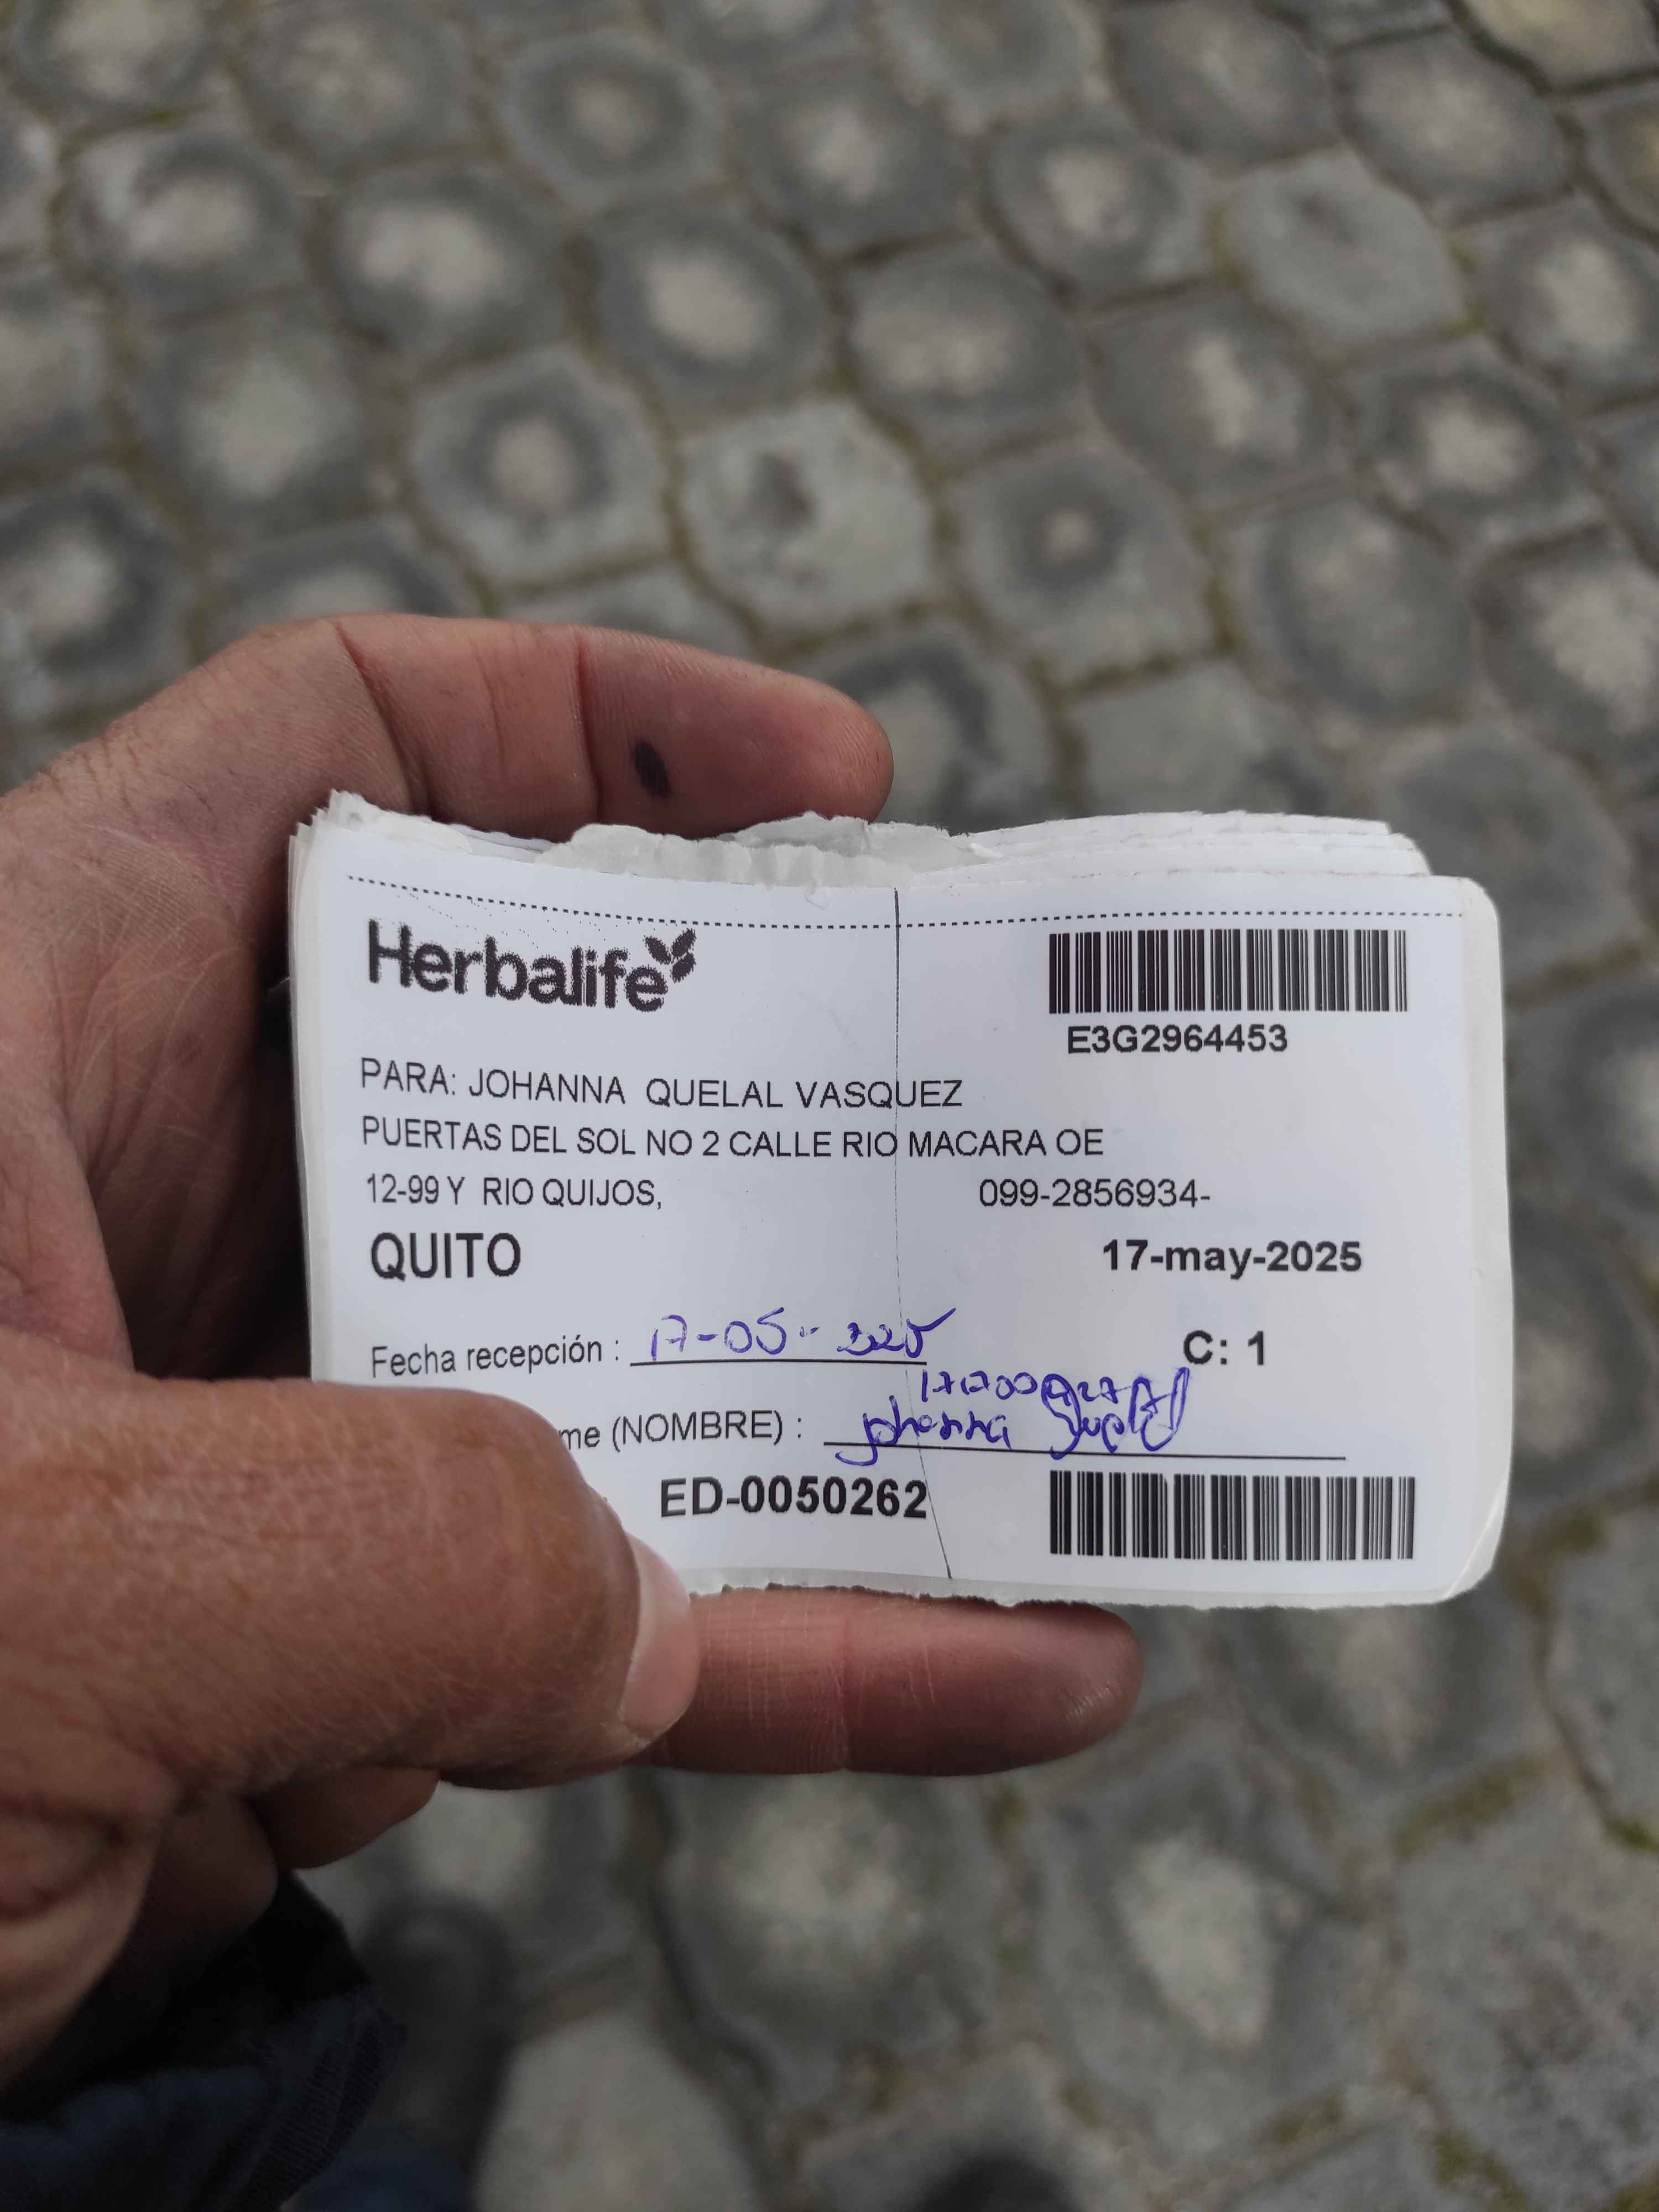 Herbalife
E3G2964453
PARA: JOHANNA QUELAL VASQUEZ
PUERTAS DEL SOL NO 2 CALLE RIO MACARA OE
12-99 Y RIO QUIJOS, 099-2856934-
QUITO 17-may-2025
Fecha recepción : 17-05-- C: 1
me (NOMBRE) : johanna
ED-0050262